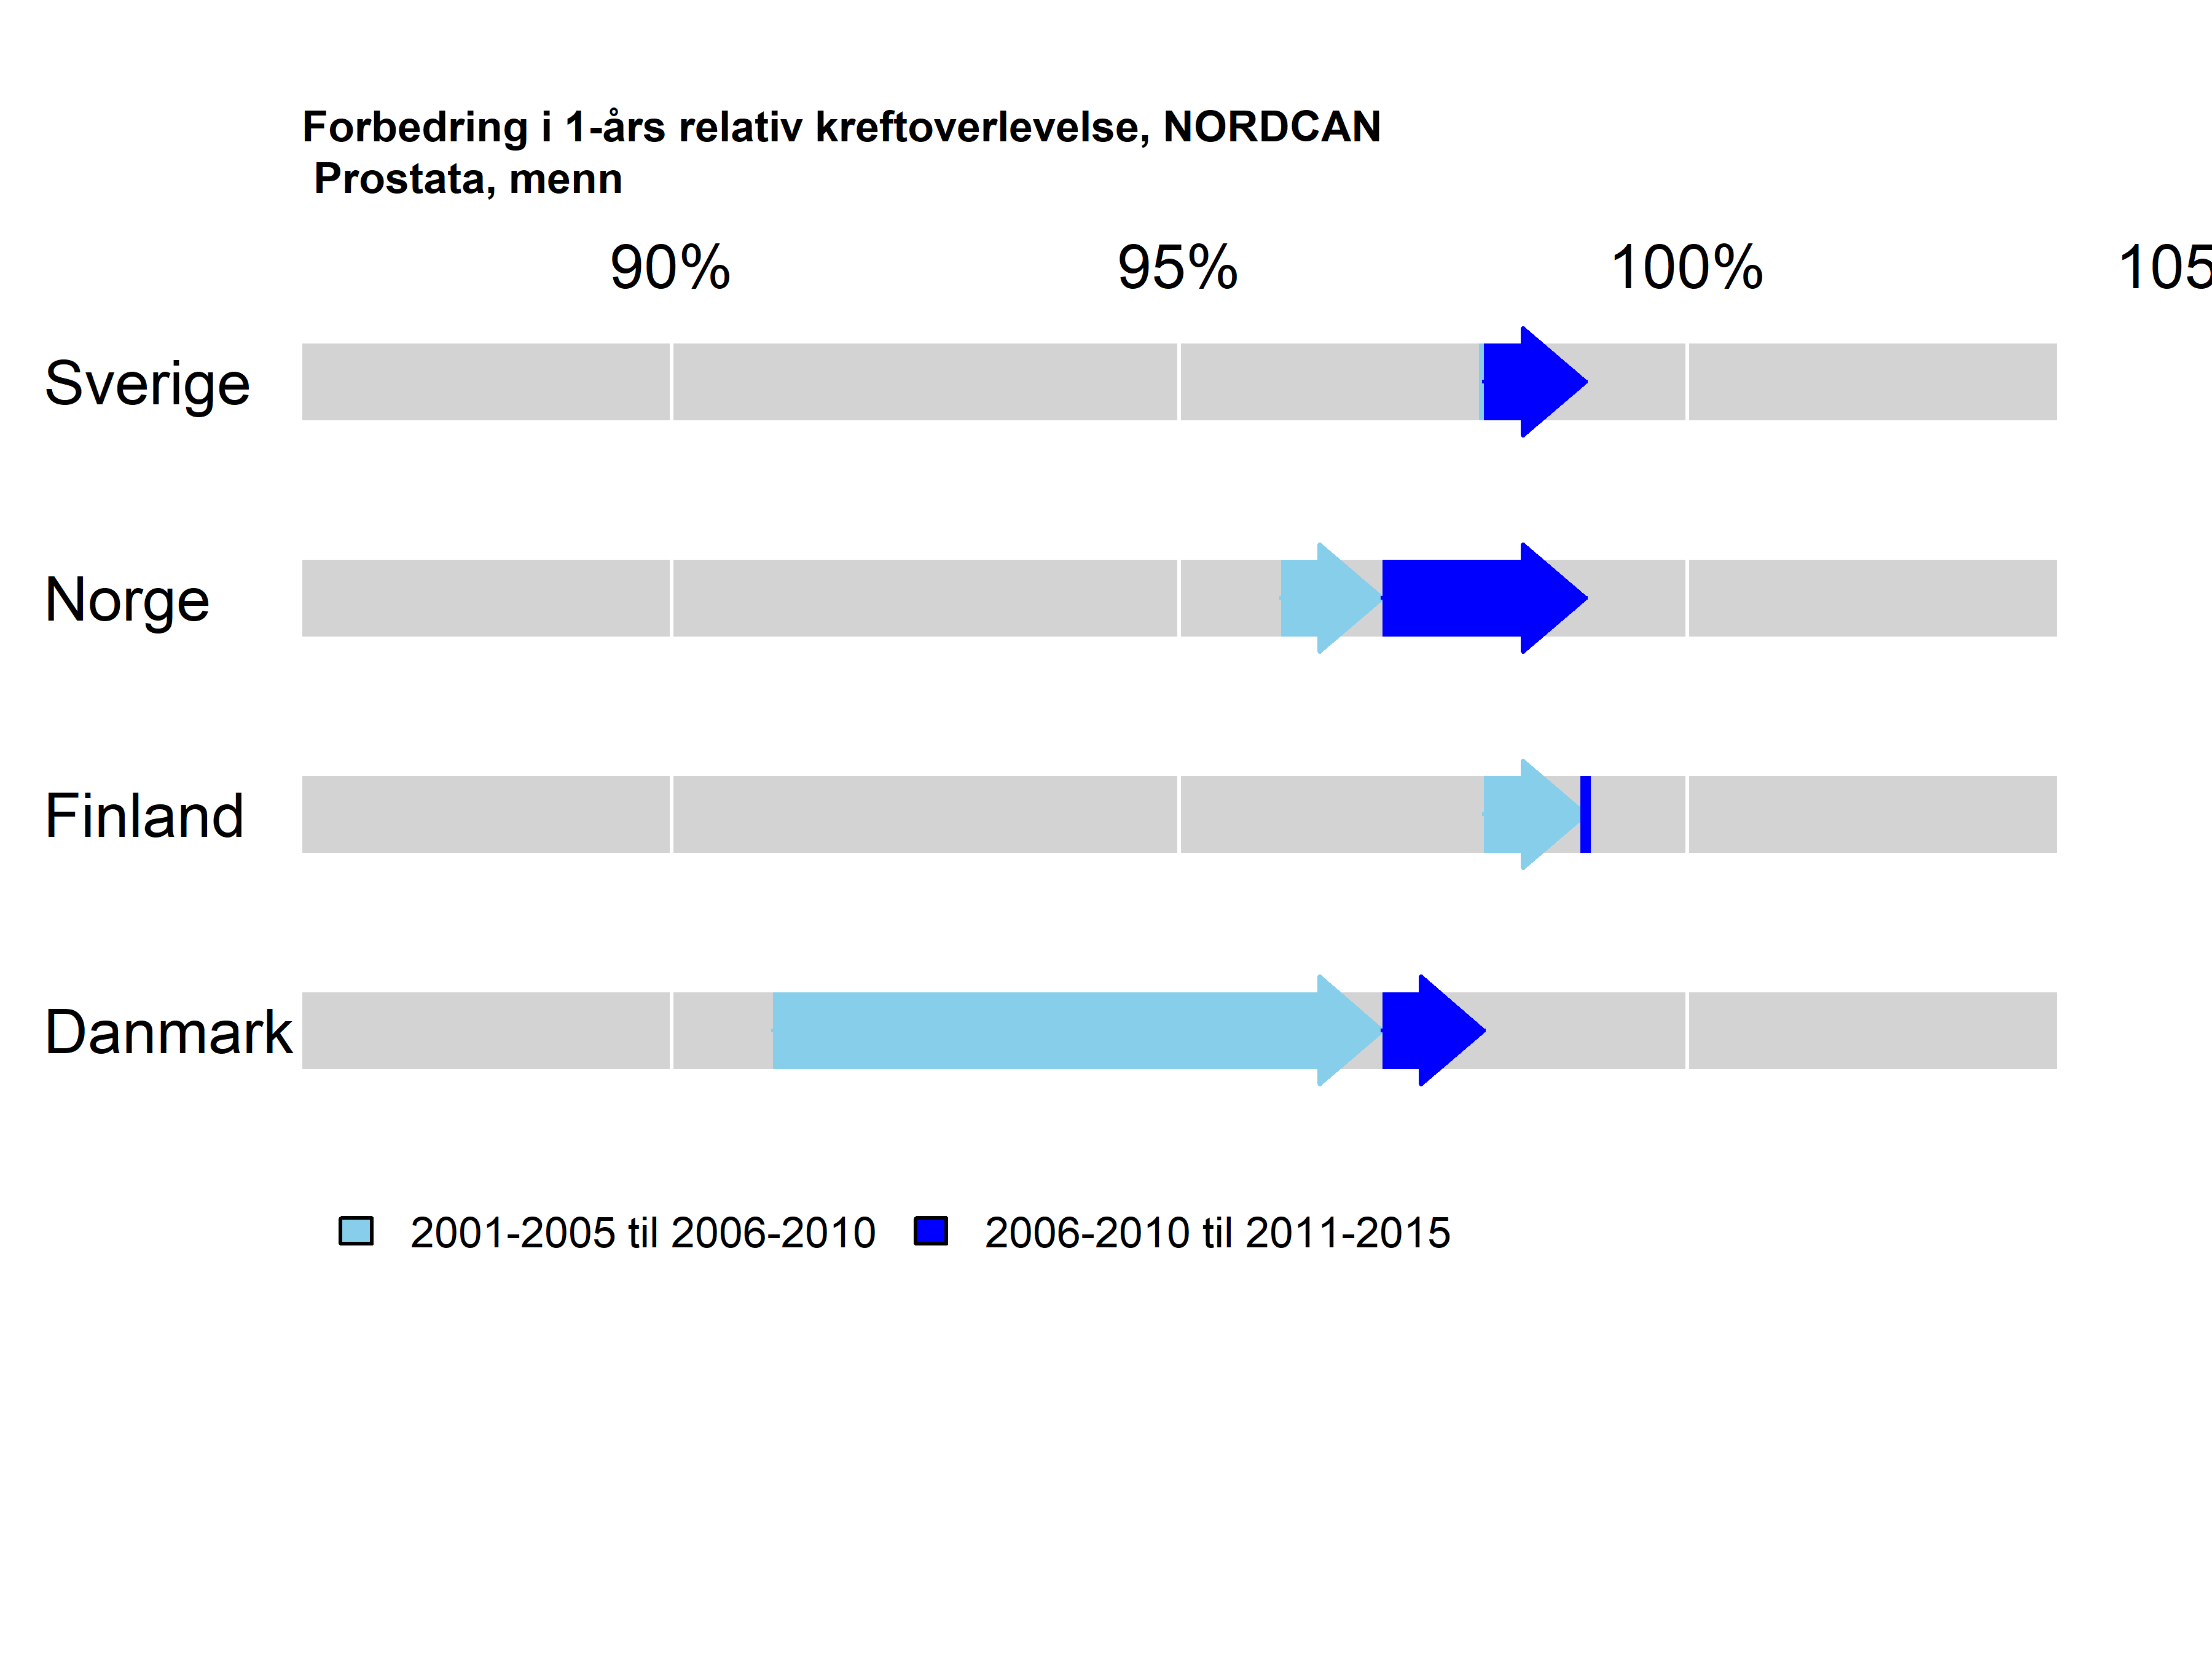 Forbedring i 1-års relativ kreftoverlevelse, NORDCAN
Prostata, menn
90% 95% 100% 105
Sverige
Norge
Finland
Danmark
2001-2005 til 2006-2010 2006-2010 til 2011-2015